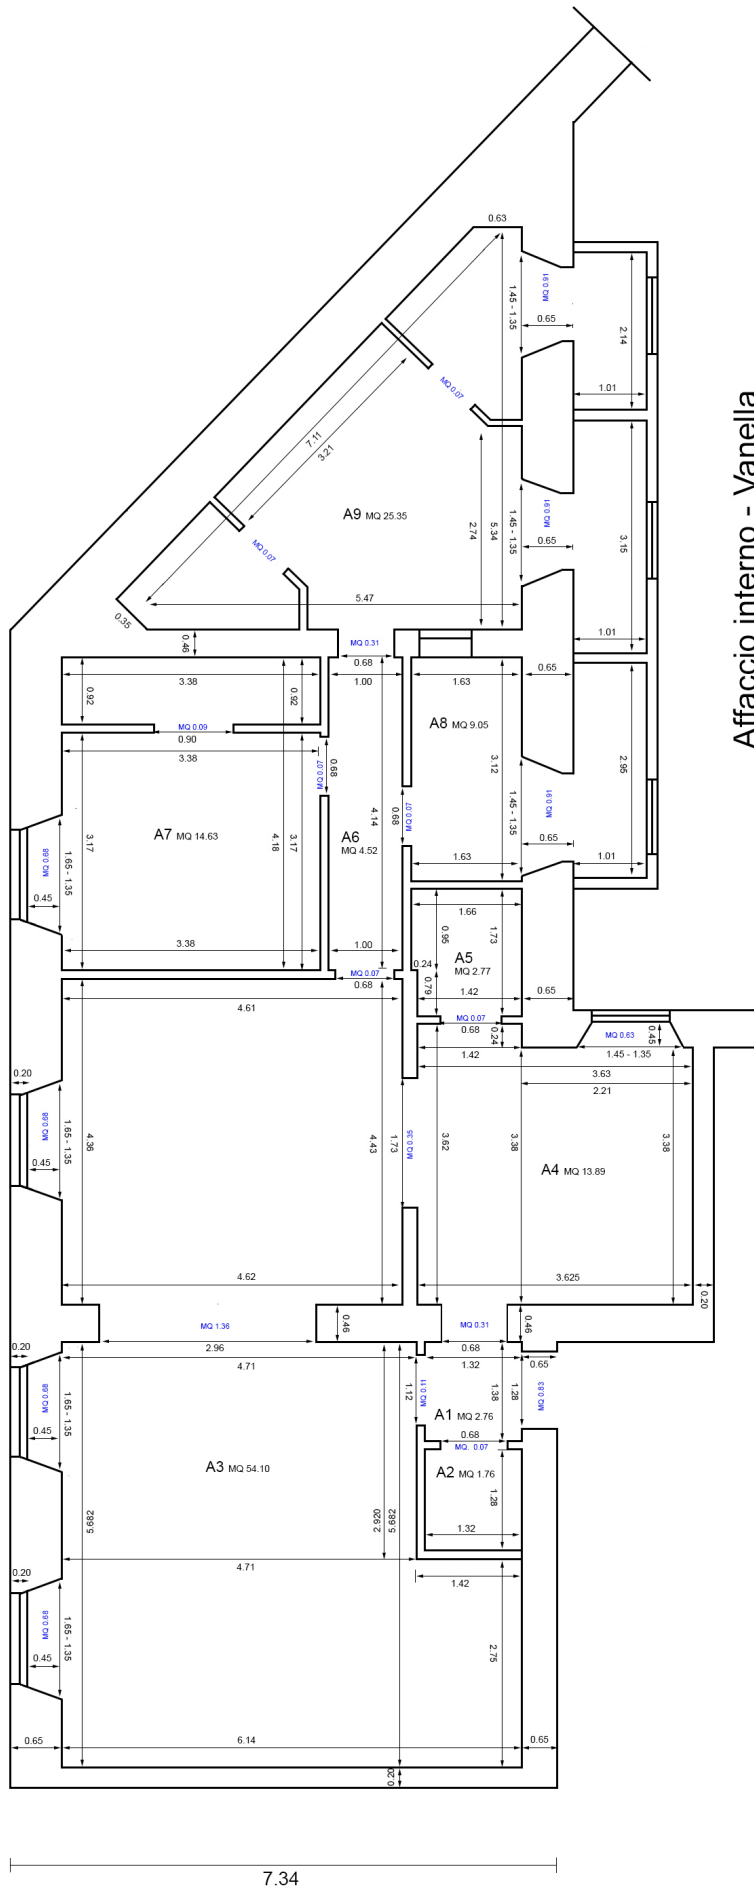 0.63
1.45 - 1.35
MQ 0.91
0.65
2.14
1.01
MQ 0.07
7.11
3.21
A9 MQ 25.35
2.74
5.34
1.45 - 1.35
MQ 0.91
0.65
3.15
1.01
MQ 0.07
5.47
0.35
0.46
MQ 0.31
0.68
1.00
0.92
3.38
0.92
1.63
0.65
A8 MQ 9.05
MQ 0.09
0.90
3.38
MQ 0.07
0.68
3.12
2.95
A7 MQ 14.63
4.18
3.17
3.17
A6
MQ 4.52
4.14
0.68
MQ 0.07
1.45 - 1.35
MQ 0.91
0.65
1.63
1.01
MQ 0.68
1.65 - 1.35
0.45
1.66
0.95
1.73
3.38
1.00
A5
MQ 2.77
0.24
MQ 0.07
0.68
0.79
1.42
0.65
4.61
MQ 0.07
0.68
0.24
1.42
MQ 0.63
0.45
1.45 - 1.35
3.63
2.21
0.20
MQ 0.68
1.65 - 1.35
0.45
4.36
4.43
1.73
MQ 0.35
3.62
3.38
3.38
A4 MQ 13.89
4.62
3.625
0.20
MQ 1.36
2.96
0.46
MQ 0.31
0.68
0.46
0.20
4.71
1.32
0.65
MQ 0.68
1.65 - 1.35
0.45
1.12
MQ 0.11
1.38
1.28
MQ 0.83
A1 MQ 2.76
0.68
MQ. 0.07
A3 MQ 54.10
A2 MQ 1.76
1.28
1.32
5.682
2.920
5.682
4.71
1.42
0.20
MQ 0.68
1.65 - 1.35
0.45
2.75
0.65
6.14
0.65
0.20
7.34
Affaccio interno - Vanella